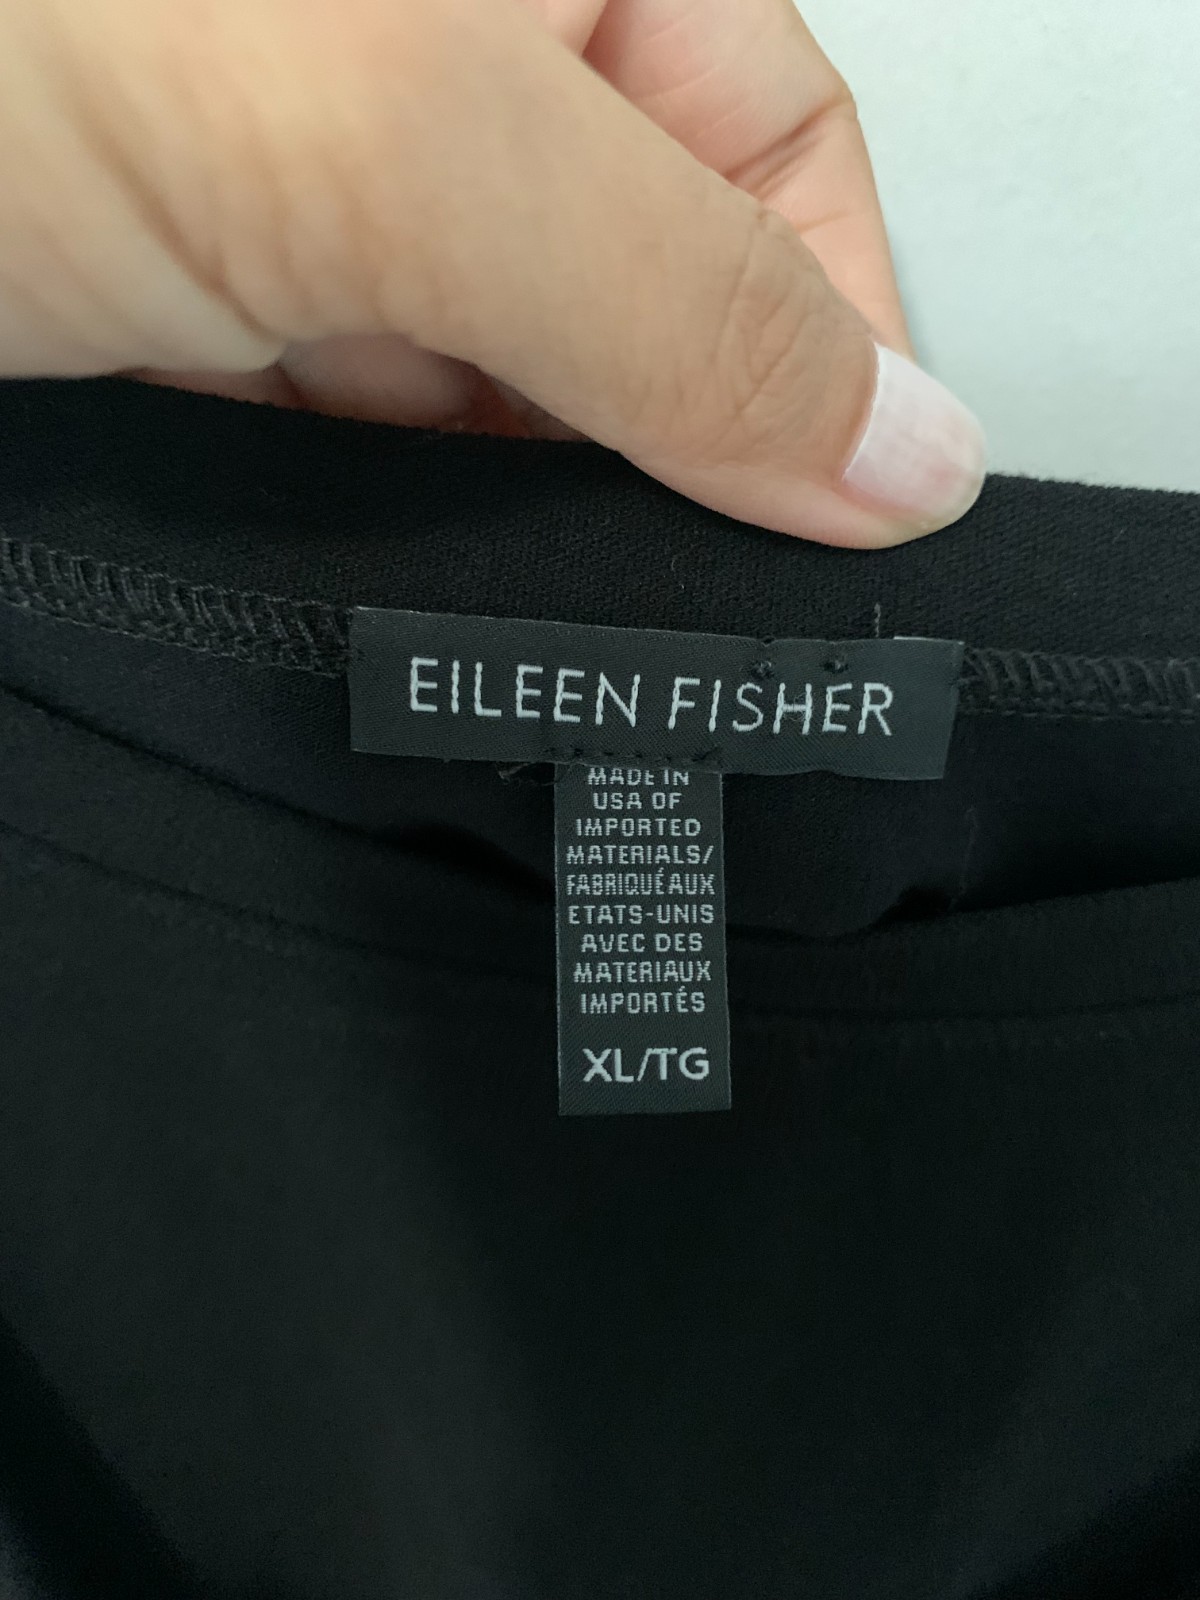 EILEEN FISHER
MADE IN
USA OF
IMPORTED
MATERIALS/
FABRIQUÉ AUX
ETATS-UNIS
AVEC DES
MATERIAUX
IMPORTÉS
XL/TG